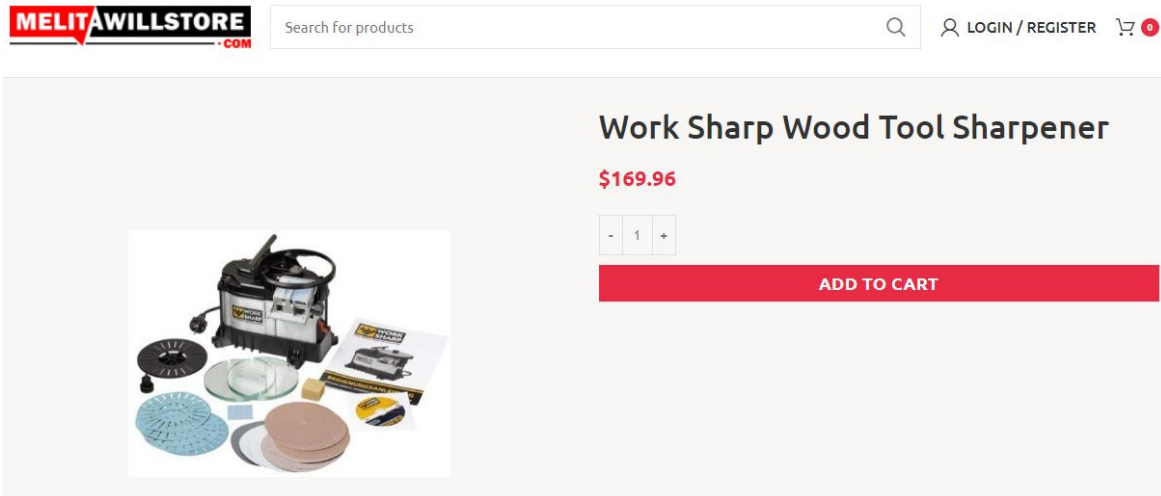 MELITAWILLSTORE
.COM
Search for products
LOGIN / REGISTER
0
Work Sharp Wood Tool Sharpener
$169.96
- 1 +
ADD TO CART
WORK
SHARP
WORK
SHARP
BEDIENUNGSANLEITUNG